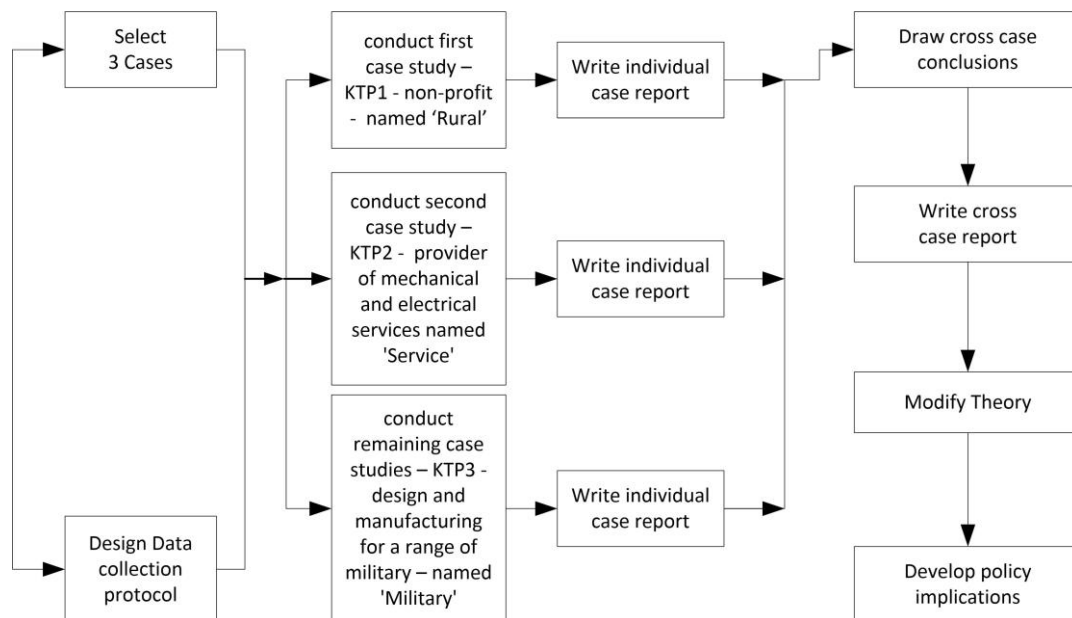 Select
3 Cases
Design Data
collection
protocol
conduct first
case study –
KTP1 - non-profit
- named ‘Rural’
Write individual
case report
conduct second
case study –
KTP2 - provider
of mechanical
and electrical
services named
'Service'
Write individual
case report
conduct
remaining case
studies – KTP3 -
design and
manufacturing
for a range of
military – named
'Military'
Write individual
case report
Draw cross case
conclusions
Write cross
case report
Modify Theory
Develop policy
implications